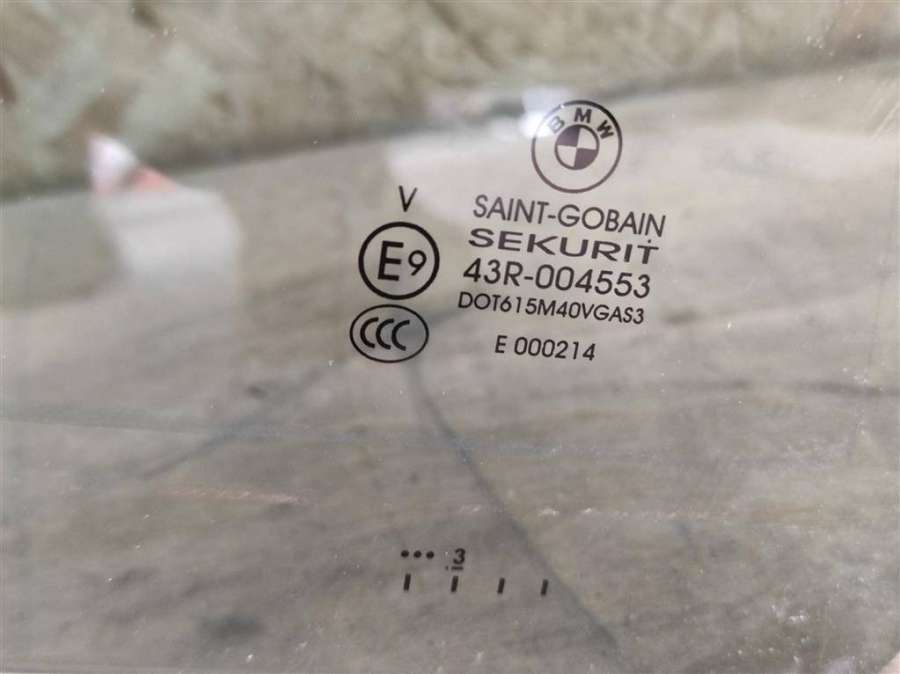 BMW
V
SAINT-GOBAIN
SEKURIT
E9
43R-004553
DOT615M40VGAS3
CCC
E 000214
••• 3